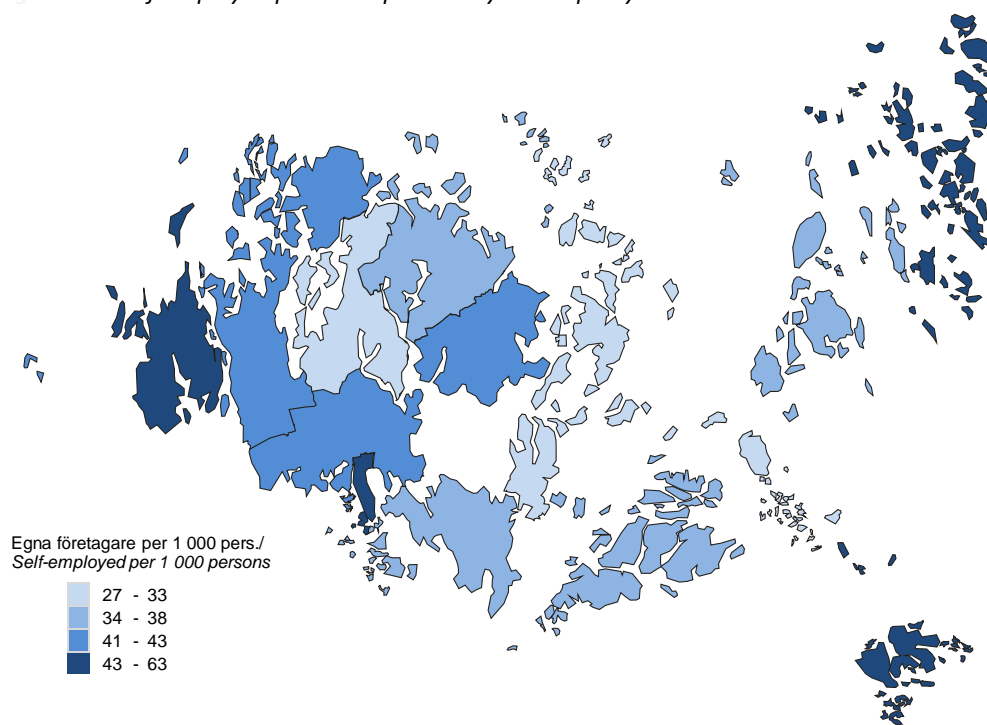 Egna företagare per 1 000 pers./
Self-employed per 1 000 persons
27 - 33
34 - 38
41 - 43
43 - 63